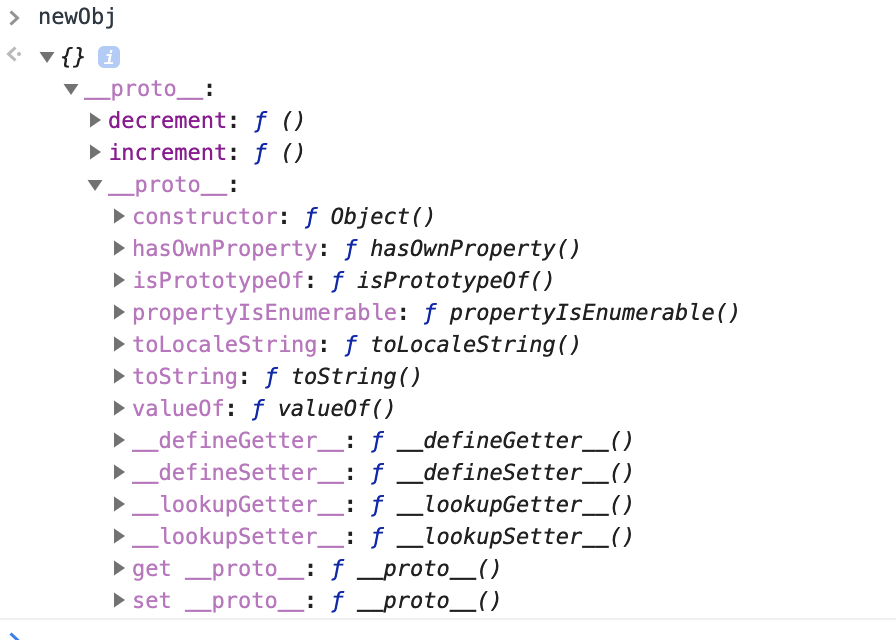 newObj
{} i
__proto__:
decrement: ƒ ()
increment: ƒ ()
__proto__:
constructor: ƒ Object()
hasOwnProperty: ƒ hasOwnProperty()
isPrototypeOf: ƒ isPrototypeOf()
propertyIsEnumerable: ƒ propertyIsEnumerable()
toLocaleString: ƒ toLocaleString()
toString: ƒ toString()
valueOf: ƒ valueOf()
__defineGetter__: ƒ __defineGetter__()
__defineSetter__: ƒ __defineSetter__()
__lookupGetter__: ƒ __lookupGetter__()
__lookupSetter__: ƒ __lookupSetter__()
get __proto__: ƒ __proto__()
set __proto__: ƒ __proto__()